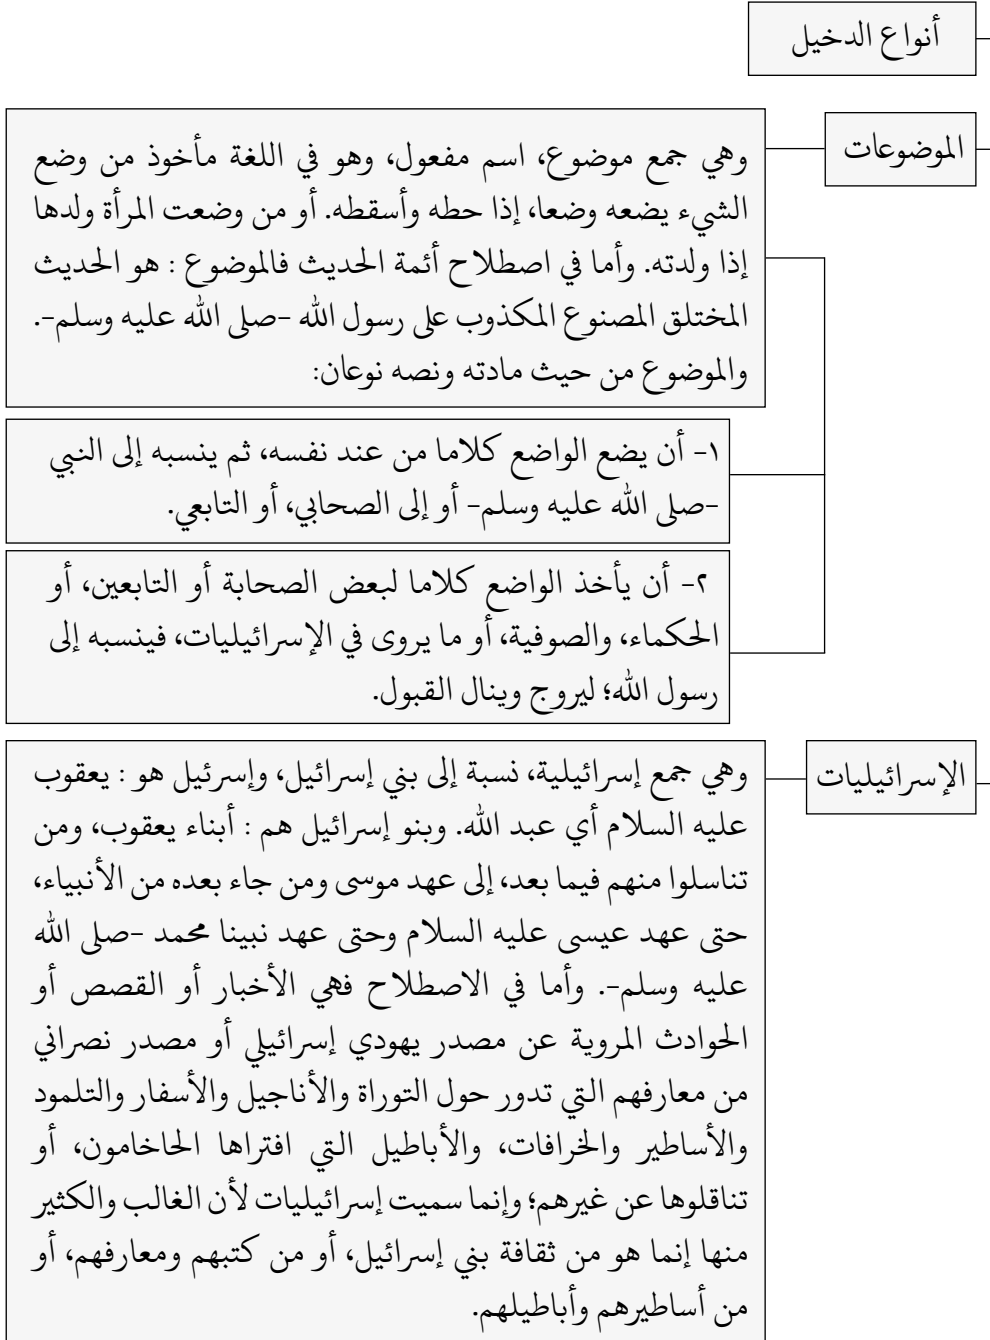 أنواع الدخيل
الموضوعات
وهي جمع موضوع، اسم مفعول، وهو في اللغة مأخوذ من وضع
الشيء يضعه وضعا، إذا حطه وأسقطه. أو من وضعت المرأة ولدها
إذا ولدته. وأما في اصطلاح أئمة الحديث فالموضوع : هو الحديث
المختلق المصنوع المكذوب على رسول الله -صلى الله عليه وسلم-.
والموضوع من حيث مادته ونصه نوعان:
١- أن يضع الواضع كلاما من عند نفسه، ثم ينسبه إلى النبي
-صلى الله عليه وسلم- أو إلى الصحابي، أو التابعي.
٢- أن يأخذ الواضع كلاما لبعض الصحابة أو التابعين، أو
الحكماء، والصوفية، أو ما يروى في الإسرائيليات، فينسبه إلى
رسول الله؛ ليروج وينال القبول.
الإسرائيليات
وهي جمع إسرائيلية، نسبة إلى بني إسرائيل، وإسرئيل هو : يعقوب
عليه السلام أي عبد الله. وبنو إسرائيل هم : أبناء يعقوب، ومن
تناسلوا منهم فيما بعد، إلى عهد موسى ومن جاء بعده من الأنبياء،
حتى عهد عيسى عليه السلام وحتى عهد نبينا محمد -صلى الله
عليه وسلم-. وأما في الاصطلاح فهي الأخبار أو القصص أو
الحوادث المروية عن مصدر يهودي إسرائيلي أو مصدر نصراني
من معارفهم التي تدور حول التوراة والأناجيل والأسفار والتلمود
والأساطير والخرافات، والأباطيل التي افتراها الحاخامون، أو
تناقلوها عن غيرهم؛ وإنما سميت إسرائيليات لأن الغالب والكثير
منها إنما هو من ثقافة بني إسرائيل، أو من كتبهم ومعارفهم، أو
من أساطيرهم وأباطيلهم.